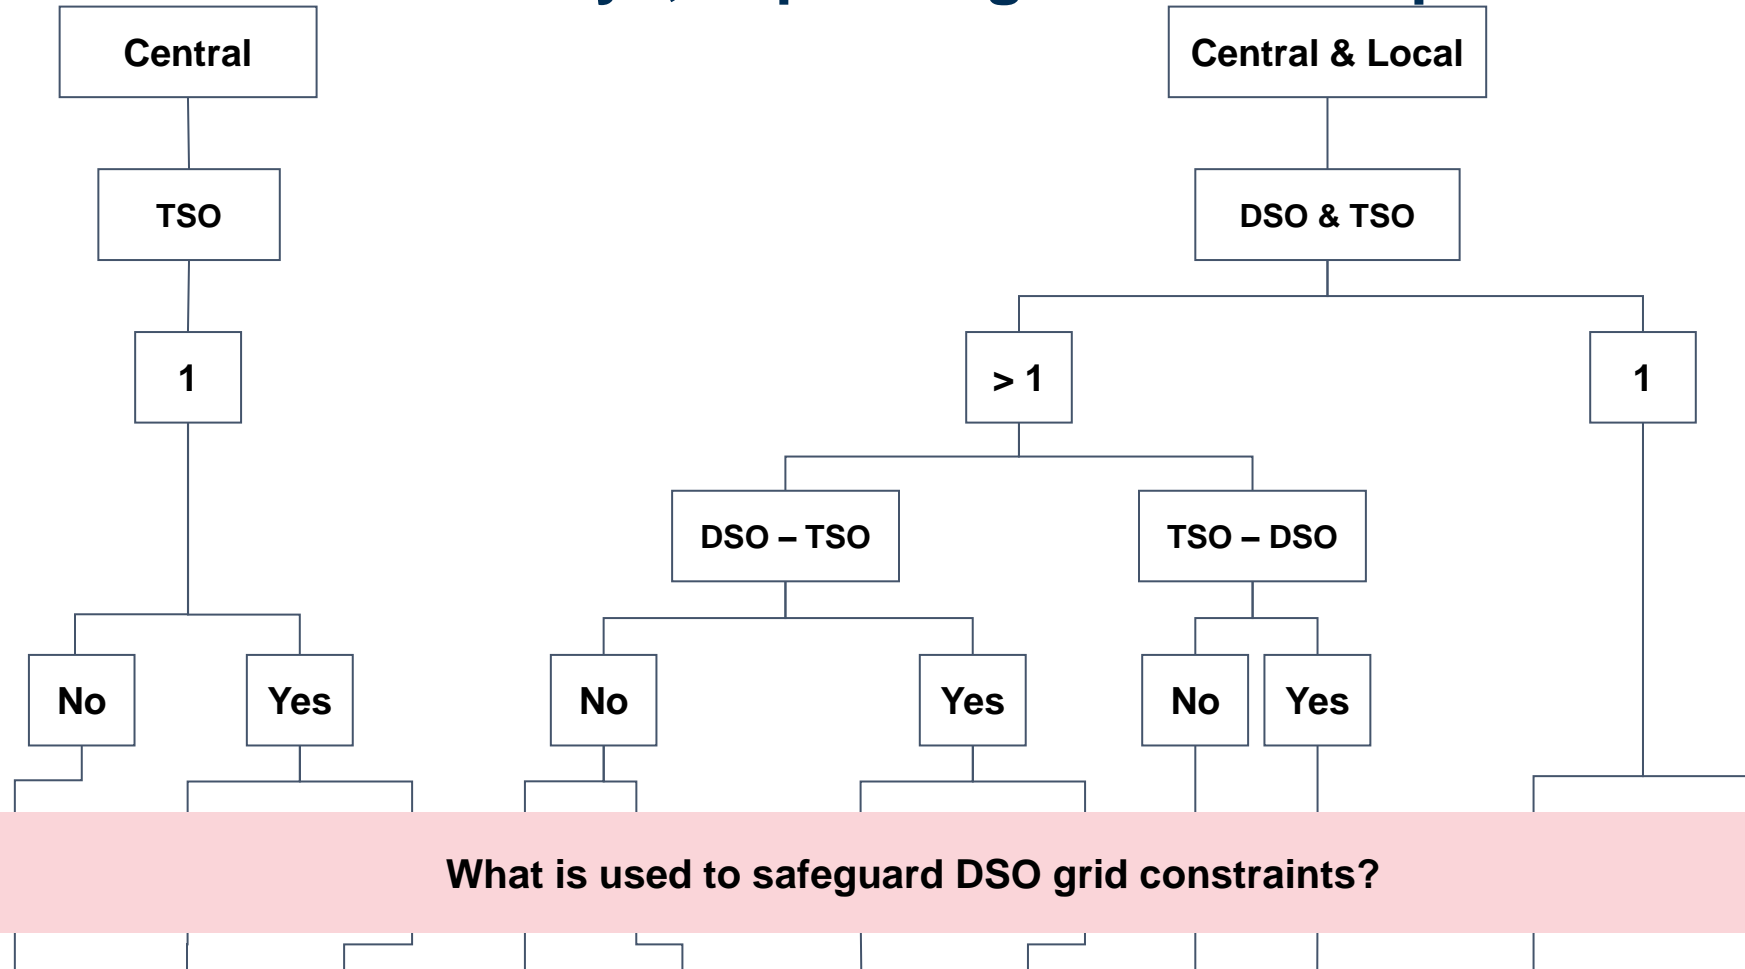 Central
Central & Local
TSO
DSO & TSO
1
> 1
1
DSO – TSO
TSO – DSO
No
Yes
No
Yes
No
Yes
What is used to safeguard DSO grid constraints?